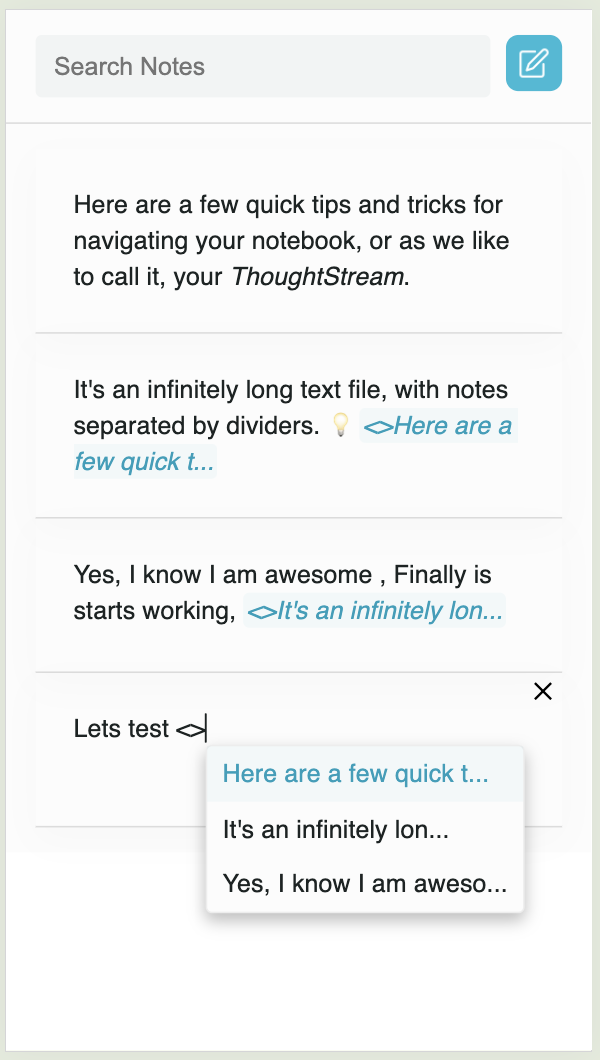 Search Notes
Here are a few quick tips and tricks for
navigating your notebook, or as we like
to call it, your ThoughtStream.
It's an infinitely long text file, with notes
separated by dividers. 💡 <>Here are a
few quick t...
Yes, I know I am awesome , Finally is
starts working, <>It's an infinitely lon...
Lets test <>
Here are a few quick t...
It's an infinitely lon...
Yes, I know I am aweso...